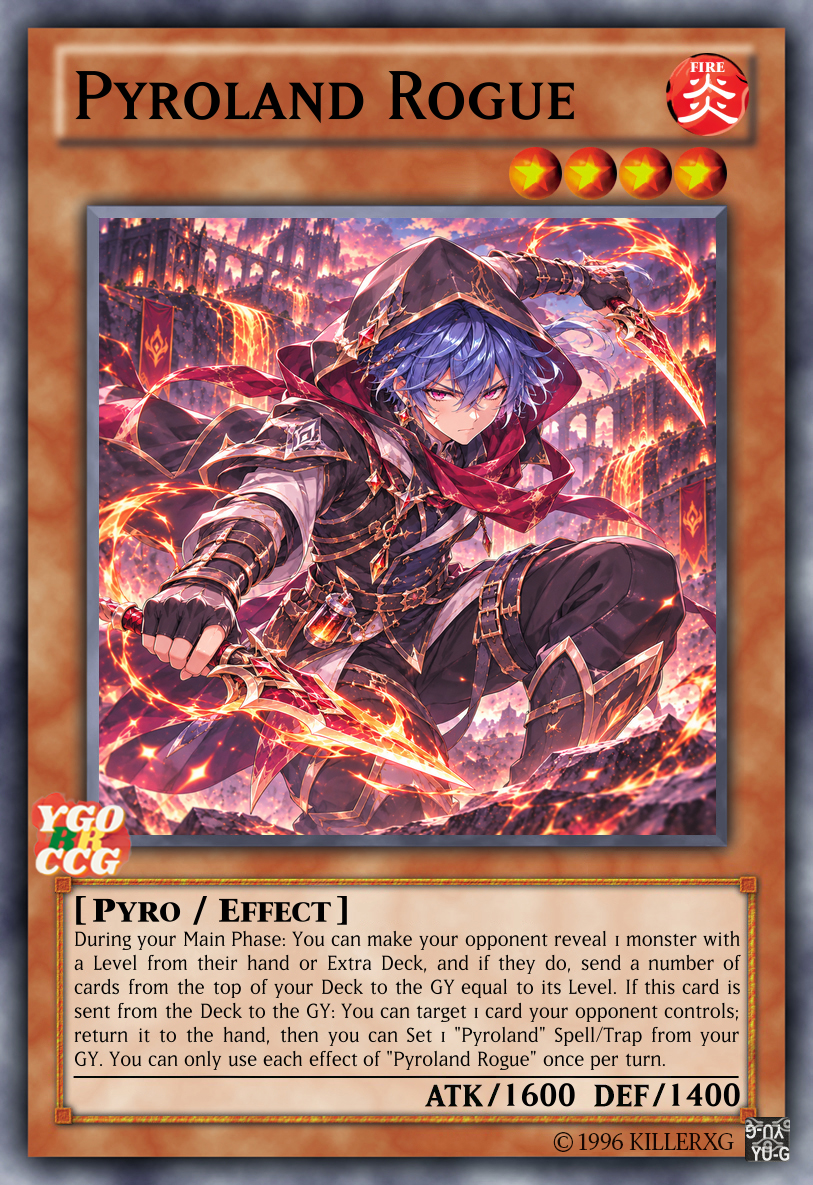 Pyroland Rogue
FIRE
炎
YGO
RR
CCG
[ Pyro / Effect ]
During your Main Phase: You can make your opponent reveal 1 monster with
a Level from their hand or Extra Deck, and if they do, send a number of
cards from the top of your Deck to the GY equal to its Level. If this card is
sent from the Deck to the GY: You can target 1 card your opponent controls;
return it to the hand, then you can Set 1 "Pyroland" Spell/Trap from your
GY. You can only use each effect of "Pyroland Rogue" once per turn.
ATK/1600 DEF/1400
© 1996 KILLERXG
YU-G
YU-G